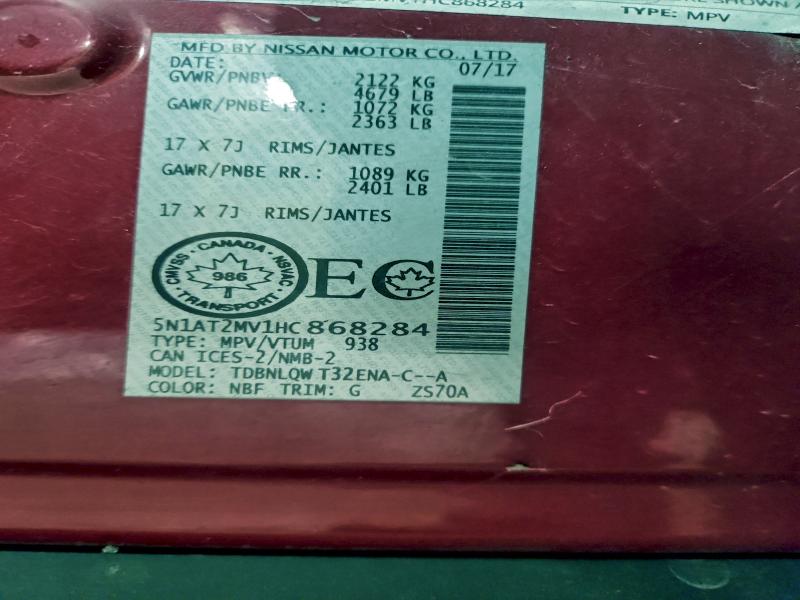 HC868284
SHOWN
TYPE: MPV
MFD BY NISSAN MOTOR CO., LTD.
DATE: 07/17
GVWR/PNBV 2122 KG
4679 LB
GAWR/PNBE FR.: 1072 KG
2363 LB
17 X 7J RIMS/JANTES
GAWR/PNBE RR.: 1089 KG
2401 LB
17 X 7J RIMS/JANTES
CANADA
CMVSS 986 NSVAC
TRANSPORT
EC
5N1AT2MV1HC868284
TYPE: MPV/VTUM 938
CAN ICES-2/NMB-2
MODEL: TDBNLQW T32ENA-C--A
COLOR: NBF TRIM: G ZS70A